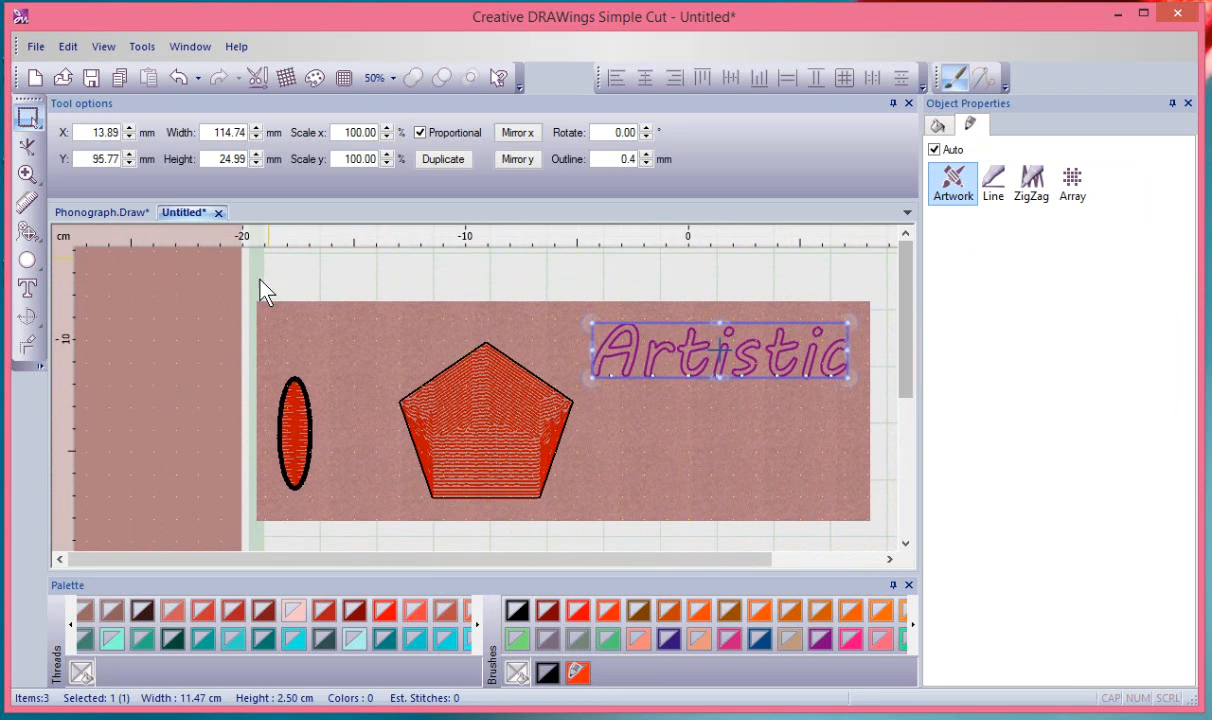 Creative DRAWings Simple Cut - Untitled*
File Edit View Tools Window Help
50%
Tool options
Object Properties
X: 13.89 mm Width: 114.74 mm Scale x: 100.00 % Proportional Mirror x Rotate: 0.00 °
Y: 95.77 mm Height: 24.99 mm Scale y: 100.00 % Duplicate Mirror y Outline: 0.4 mm
Auto
Artwork Line ZigZag Array
Phonograph.Draw* Untitled*
cm -20 -10 0
-10
Artistic
Palette
Threads
Brushes
Items:3 Selected: 1 (1) Width : 11.47 cm Height : 2.50 cm Colors : 0 Est. Stitches: 0
CAP NUM SCRL